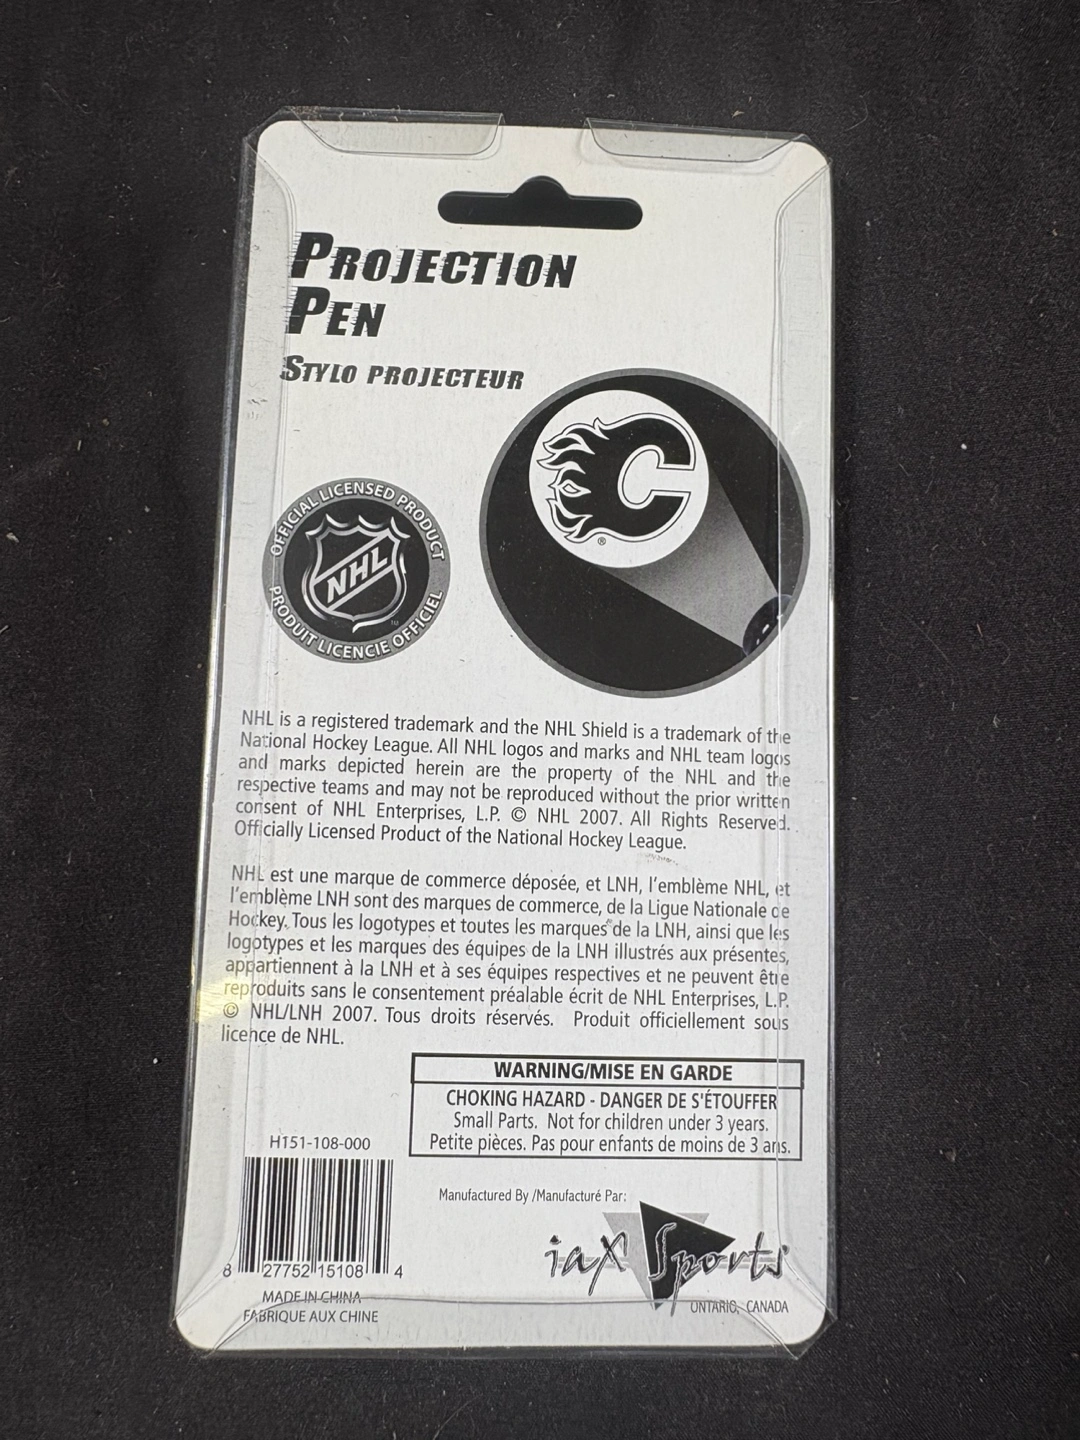 PROJECTION
PEN
STYLO PROJECTEUR
C
®
OFFICIAL LICENSED PRODUCT
NHL
TM
PRODUIT LICENCIE OFFICIEL
NHL is a registered trademark and the NHL Shield is a trademark of the
National Hockey League. All NHL logos and marks and NHL team logos
and marks depicted herein are the property of the NHL and the
respective teams and may not be reproduced without the prior written
consent of NHL Enterprises, L.P. © NHL 2007. All Rights Reserved.
Officially Licensed Product of the National Hockey League.
NHL est une marque de commerce déposée, et LNH, l'emblème NHL, et
l'emblème LNH sont des marques de commerce, de la Ligue Nationale de
Hockey. Tous les logotypes et toutes les marques de la LNH, ainsi que les
logotypes et les marques des équipes de la LNH illustrés aux présentes,
appartiennent à la LNH et à ses équipes respectives et ne peuvent être
reproduits sans le consentement préalable écrit de NHL Enterprises, L.P.
© NHL/LNH 2007. Tous droits réservés. Produit officiellement sous
licence de NHL.
WARNING/MISE EN GARDE
CHOKING HAZARD - DANGER DE S'ÉTOUFFER
Small Parts. Not for children under 3 years.
Petite pièces. Pas pour enfants de moins de 3 ans.
H151-108-000
8 27752 15108 4
MADE IN CHINA
FABRIQUE AUX CHINE
Manufactured By /Manufacturé Par:
iax Sports
ONTARIO, CANADA